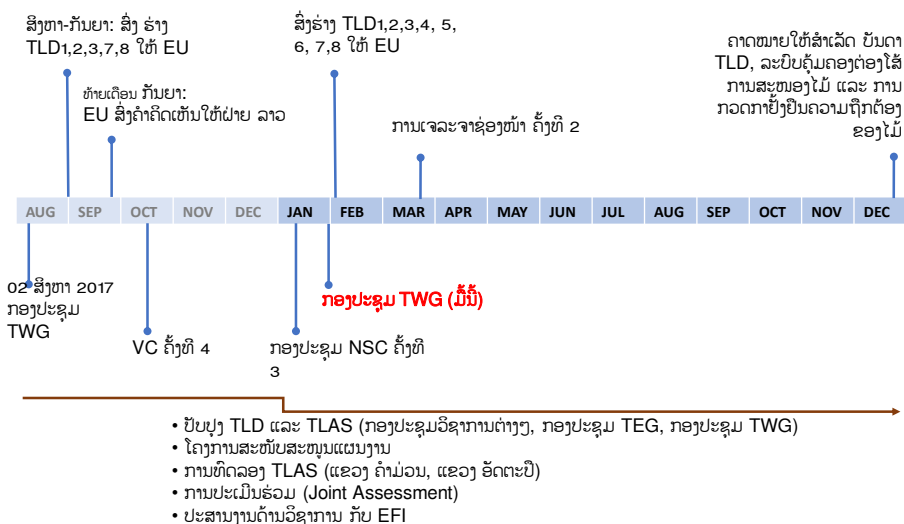 ສິງຫາ-ກັນຍາ: ສົ່ງ ຮ່າງ
TLD1,2,3,7,8 ໃຫ້ EU
ທ້າຍເດືອນ ກັນຍາ:
EU ສົ່ງຄໍາຄິດເຫັນໃຫ້ຝ່າຍ ລາວ
ສົ່ງຮ່າງ TLD1,2,3,4, 5,
6, 7,8 ໃຫ້ EU
ການເຈລະຈາຊ່ອງໜ້າ ຄັ້ງທີ 2
ຄາດໝາຍໃຫ້ສໍາເລັດ ບັນດາ
TLD, ລະບົບຄຸ້ມຄອງຕ່ອງໂສ້
ການສະໜອງໄມ້ ແລະ ການ
ກວດກາຢັ້ງຢືນຄວາມຖືກຕ້ອງ
ຂອງໄມ້
AUG SEP OCT NOV DEC JAN FEB MAR APR MAY JUN JUL AUG SEP OCT NOV DEC
02 ສິງຫາ 2017
ກອງປະຊຸມ
TWG
VC ຄັ້ງທີ 4
ກອງປະຊຸມ NSC ຄັ້ງທີ
3
ກອງປະຊຸມ TWG (ມື້ນີ້)
• ປັບປຸງ TLD ແລະ TLAS (ກອງປະຊຸມວິຊາການຕ່າງໆ, ກອງປະຊຸມ TEG, ກອງປະຊຸມ TWG)
• ໂຄງການສະໜັບສະໜູນແຜນງານ
• ການທົດລອງ TLAS (ແຂວງ ຄໍາມ່ວນ, ແຂວງ ອັດຕະປື)
• ການປະເມີນຮ່ວມ (Joint Assessment)
• ປະສານງານດ້ານວິຊາການ ກັບ EFI